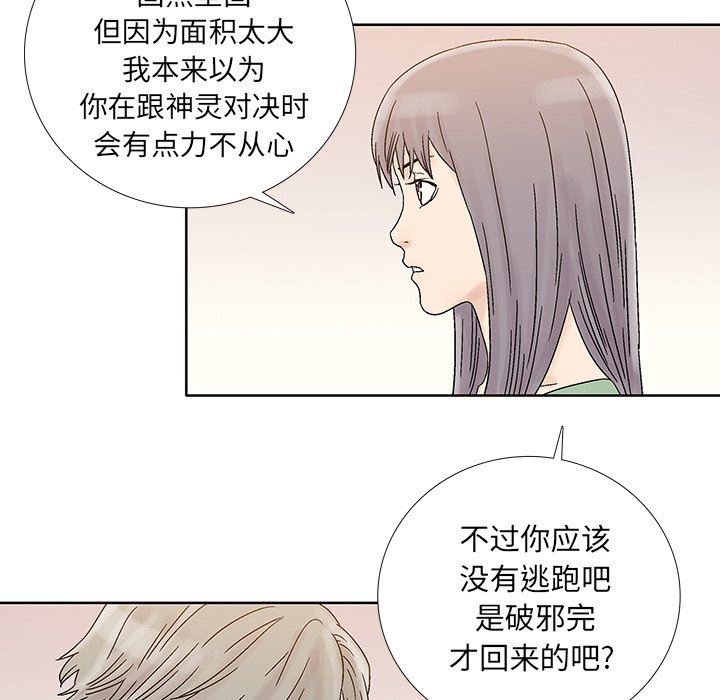 但因为面积太大
我本来以为
你在跟神灵对决时
会有点力不从心
不过你应该
没有逃跑吧
是破邪完
才回来的吧?